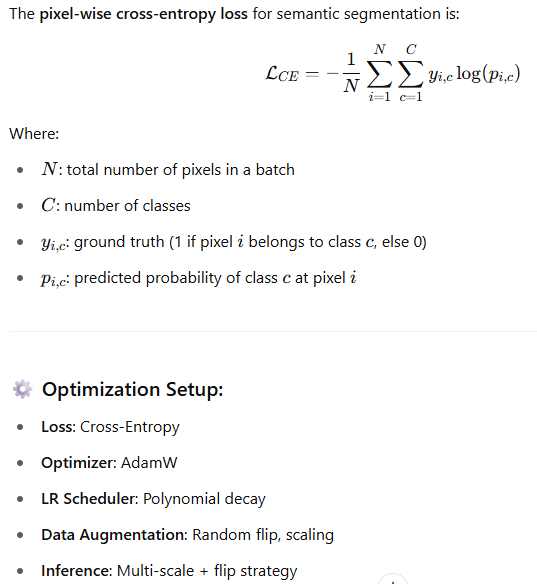 The pixel-wise cross-entropy loss for semantic segmentation is:
\mathcal{L}_{CE} = -\frac{1}{N} \sum_{i=1}^{N} \sum_{c=1}^{C} y_{i,c} \log(p_{i,c})
Where:
• N: total number of pixels in a batch
• C: number of classes
• y_{i,c}: ground truth (1 if pixel i belongs to class c, else 0)
• p_{i,c}: predicted probability of class c at pixel i
⚙️ Optimization Setup:
• Loss: Cross-Entropy
• Optimizer: AdamW
• LR Scheduler: Polynomial decay
• Data Augmentation: Random flip, scaling
• Inference: Multi-scale + flip strategy